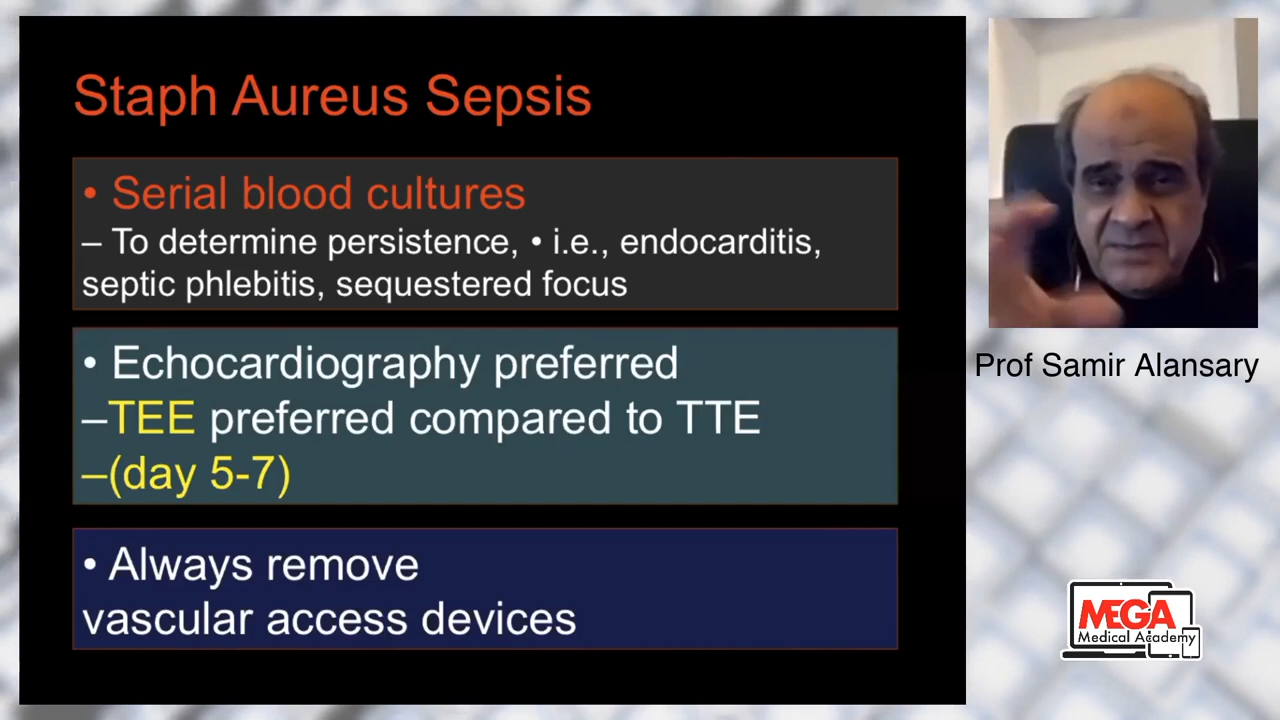 Staph Aureus Sepsis
• Serial blood cultures
– To determine persistence, • i.e., endocarditis,
septic phlebitis, sequestered focus
• Echocardiography preferred
–TEE preferred compared to TTE
–(day 5-7)
• Always remove
vascular access devices
Prof Samir Alansary
MEGA
Medical Academy